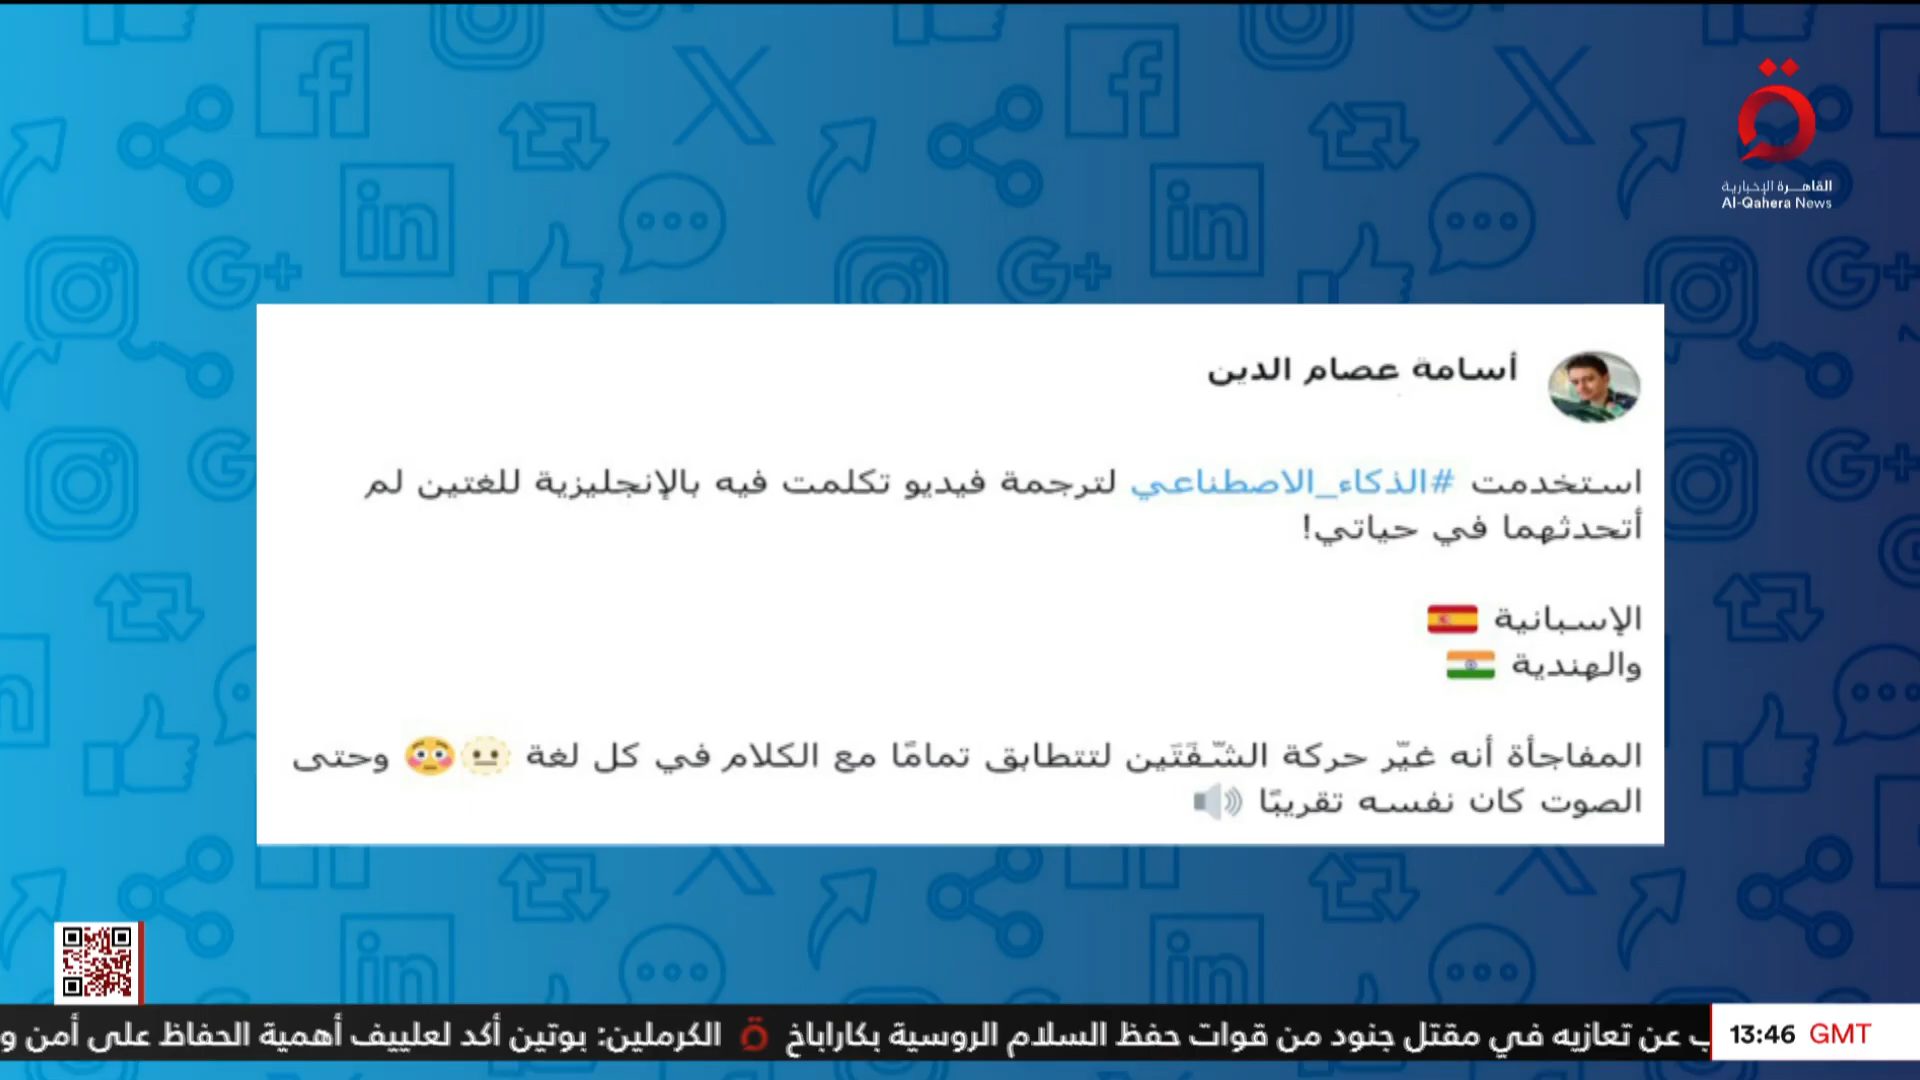 القاهرة الإخبارية
Al-Qahera News
أسامة عصام الدين
استخدمت #الذكاء_الاصطناعي لترجمة فيديو تكلمت فيه بالإنجليزية للغتين لم
أتحدثهما في حياتي!
الإسبانية 🇪🇸
والهندية 🇮🇳
المفاجأة أنه غيّر حركة الشّفَتَين لتتطابق تمامًا مع الكلام في كل لغة 🫥😳 وحتى
الصوت كان نفسه تقريبًا 🔊
عن تعازيه في مقتل جنود من قوات حفظ السلام الروسية بكاراباخ الكرملين: بوتين أكد لعلييف أهمية الحفاظ على أمن
13:46 GMT